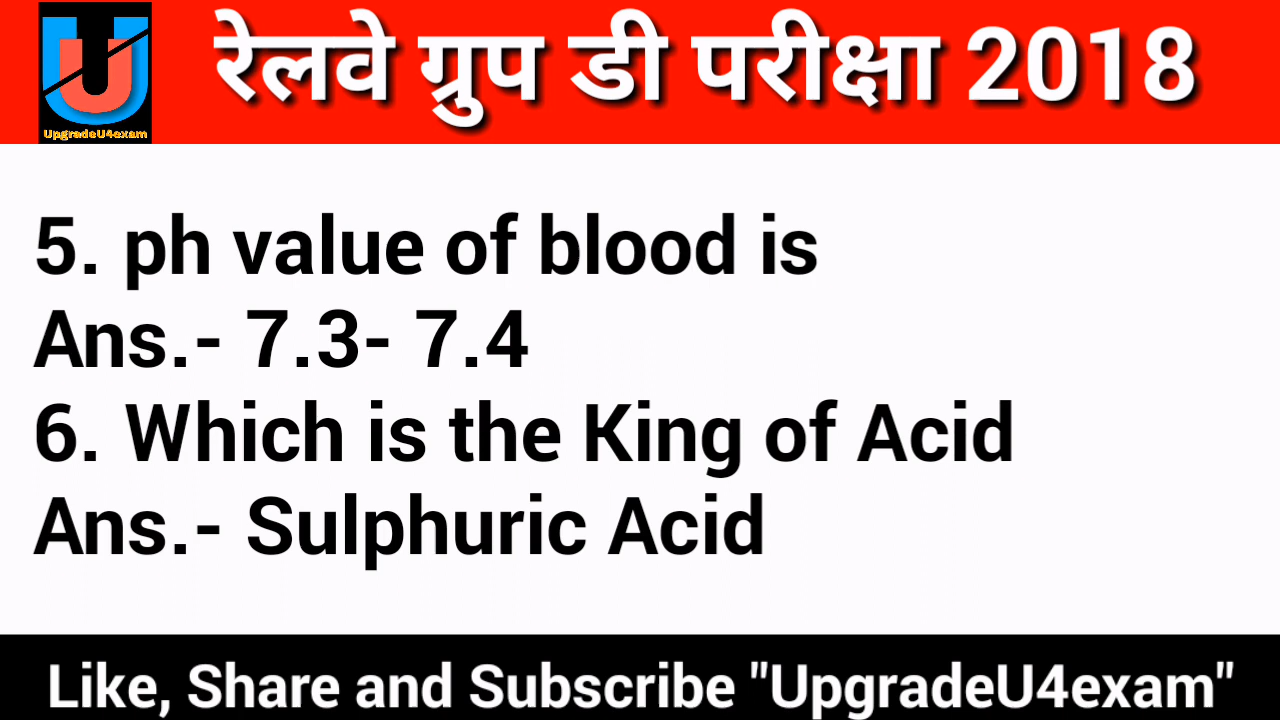 रेलवे ग्रुप डी परीक्षा 2018
UpgradeU4exam
5. ph value of blood is
Ans.- 7.3- 7.4
6. Which is the King of Acid
Ans.- Sulphuric Acid
Like, Share and Subscribe "UpgradeU4exam"